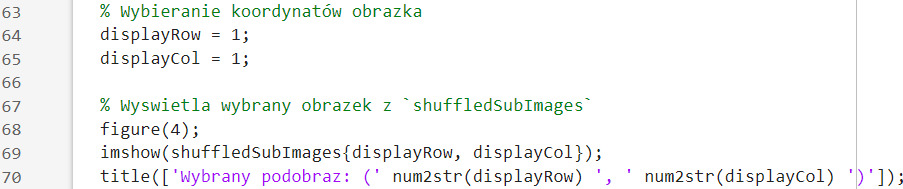 63 % Wybieranie koordynatów obrazka
64 displayRow = 1;
65 displayCol = 1;
66
67 % Wyswietla wybrany obrazek z `shuffledSubImages`
68 figure(4);
69 imshow(shuffledSubImages{displayRow, displayCol});
70 title(['Wybrany podobraz: (' num2str(displayRow) ', ' num2str(displayCol) ')']);